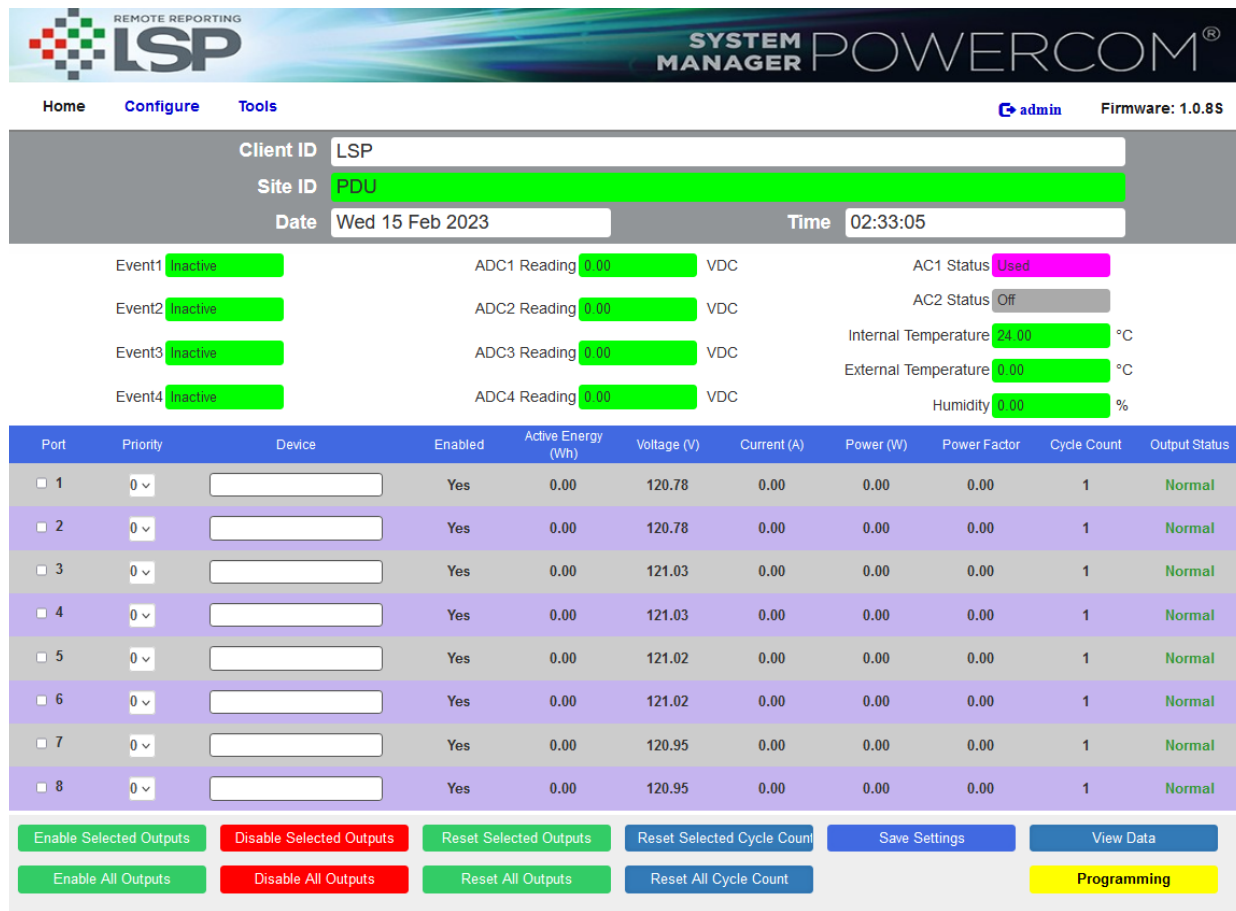 REMOTE REPORTING
LSP
SYSTEM MANAGER POWERCOM®
Home Configure Tools admin Firmware: 1.0.8S
Client ID LSP
Site ID PDU
Date Wed 15 Feb 2023 Time 02:33:05
Event1 Inactive ADC1 Reading 0.00 VDC AC1 Status Used
Event2 Inactive ADC2 Reading 0.00 VDC AC2 Status Off
Internal Temperature 24.00 °C
Event3 Inactive ADC3 Reading 0.00 VDC
External Temperature 0.00 °C
Event4 Inactive ADC4 Reading 0.00 VDC
Humidity 0.00 %
Port Priority Device Enabled Active Energy (Wh) Voltage (V) Current (A) Power (W) Power Factor Cycle Count Output Status
1 0 Yes 0.00 120.78 0.00 0.00 0.00 1 Normal
2 0 Yes 0.00 120.78 0.00 0.00 0.00 1 Normal
3 0 Yes 0.00 121.03 0.00 0.00 0.00 1 Normal
4 0 Yes 0.00 121.03 0.00 0.00 0.00 1 Normal
5 0 Yes 0.00 121.02 0.00 0.00 0.00 1 Normal
6 0 Yes 0.00 121.02 0.00 0.00 0.00 1 Normal
7 0 Yes 0.00 120.95 0.00 0.00 0.00 1 Normal
8 0 Yes 0.00 120.95 0.00 0.00 0.00 1 Normal
Enable Selected Outputs Disable Selected Outputs Reset Selected Outputs Reset Selected Cycle Count Save Settings View Data
Enable All Outputs Disable All Outputs Reset All Outputs Reset All Cycle Count Programming